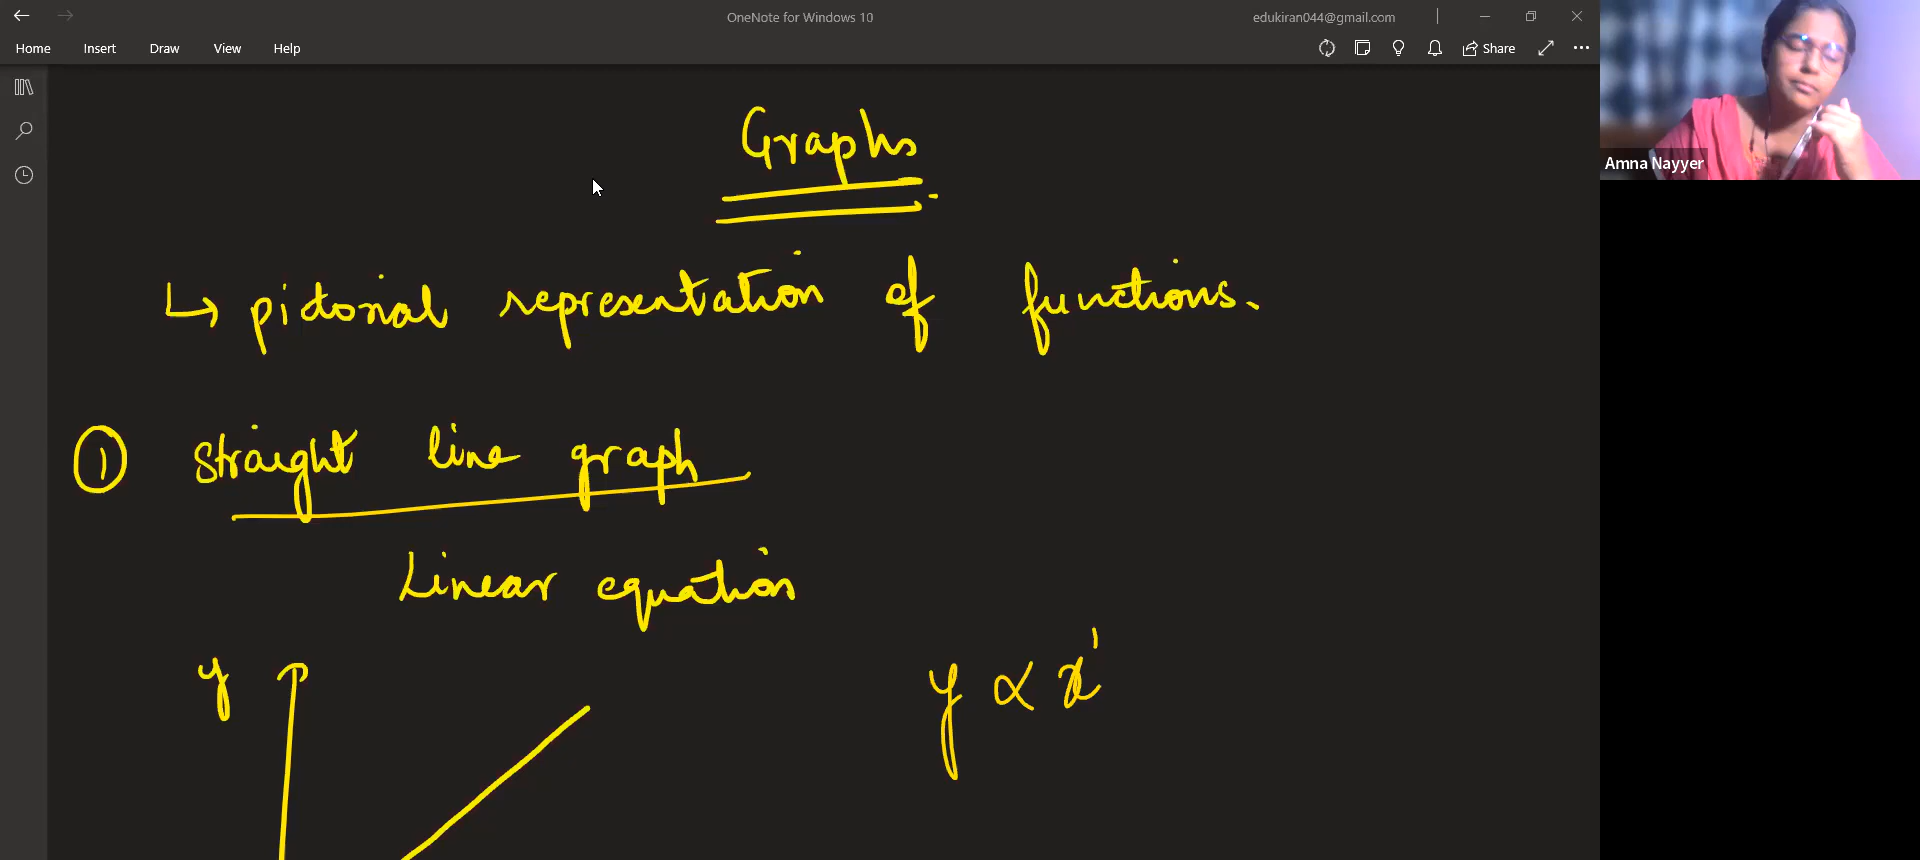 OneNote for Windows 10
edukiran044@gmail.com
Home Insert Draw View Help
Share
Amna Nayyer
Graphs
↳ pictorial representation of functions.
① straight line graph
Linear equation
y
y ∝ x¹